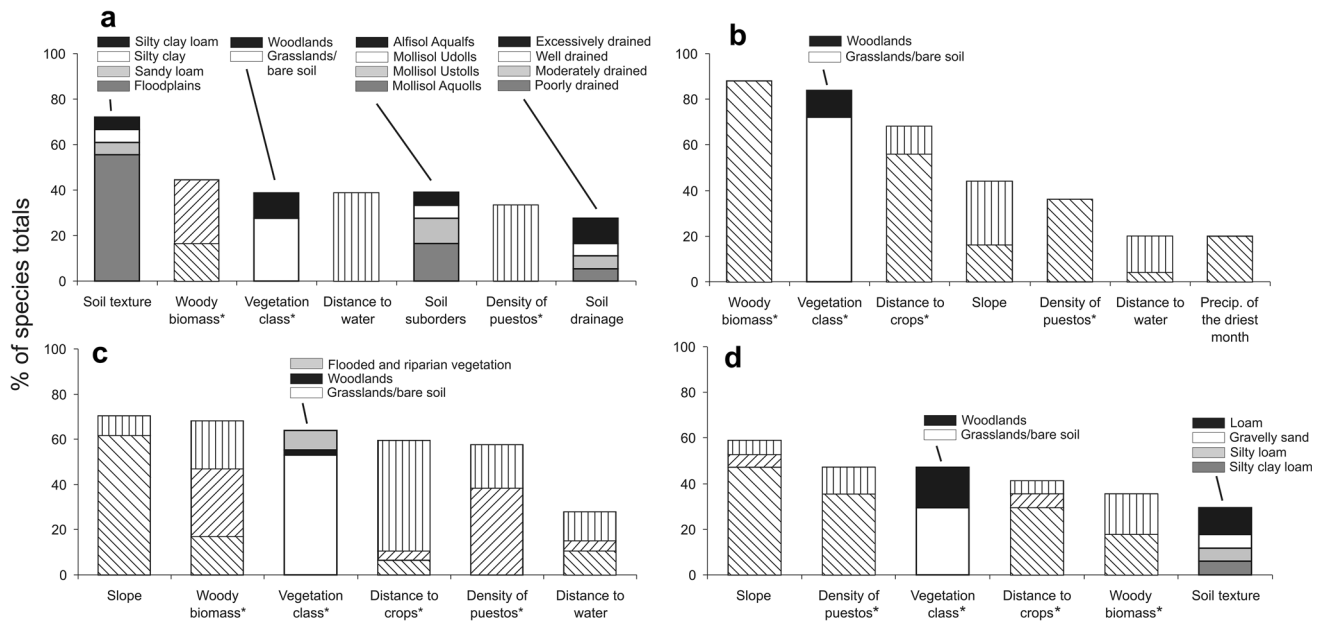 % of species totals
a
Silty clay loam
Silty clay
Sandy loam
Floodplains
Woodlands
Grasslands/
bare soil
Alfisol Aqualfs
Mollisol Udolls
Mollisol Ustolls
Mollisol Aquolls
Excessively drained
Well drained
Moderately drained
Poorly drained
100
80
60
40
20
0
Soil texture
Woody
biomass*
Vegetation
class*
Distance to
water
Soil
suborders
Density of
puestos*
Soil
drainage
b
Woodlands
Grasslands/bare soil
100
80
60
40
20
0
Woody
biomass*
Vegetation
class*
Distance to
crops*
Slope
Density of
puestos*
Distance to
water
Precip. of
the driest
month
c
Flooded and riparian vegetation
Woodlands
Grasslands/bare soil
100
80
60
40
20
0
Slope
Woody
biomass*
Vegetation
class*
Distance to
crops*
Density of
puestos*
Distance to
water
d
Woodlands
Grasslands/bare soil
Loam
Gravelly sand
Silty loam
Silty clay loam
100
80
60
40
20
0
Slope
Density of
puestos*
Vegetation
class*
Distance to
crops*
Woody
biomass*
Soil texture